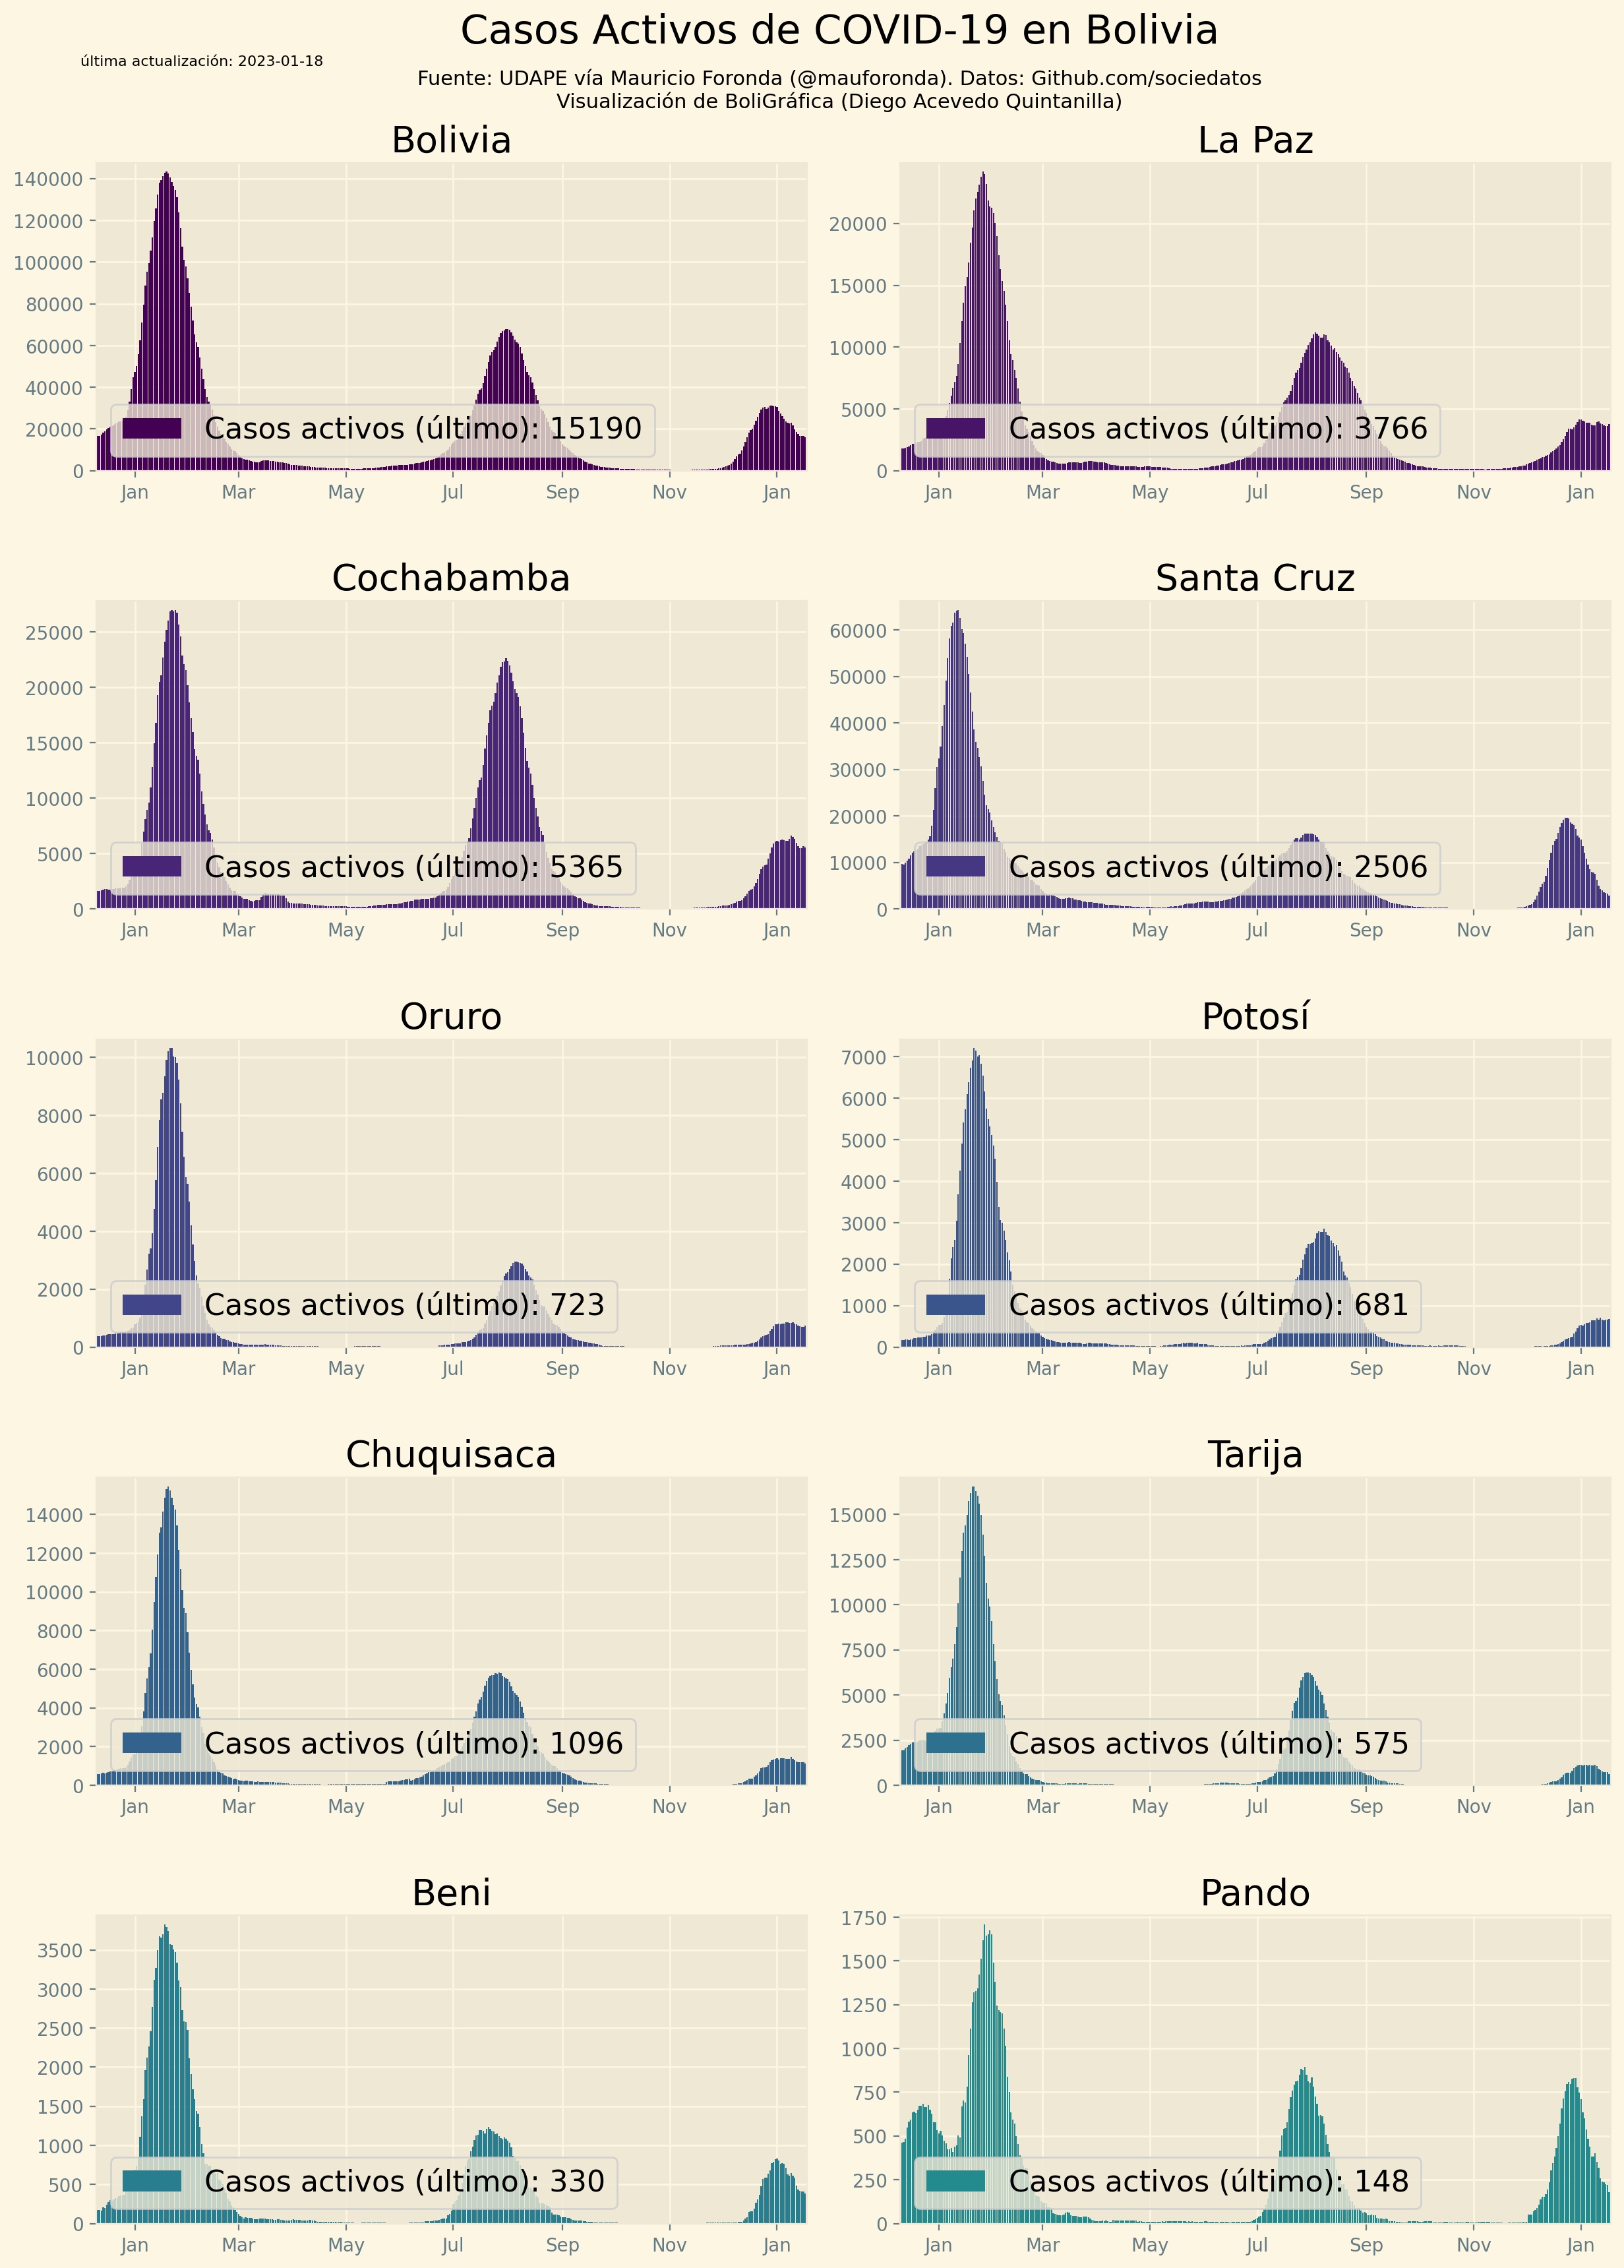 Casos Activos de COVID-19 en Bolivia
última actualización: 2023-01-18
Fuente: UDAPE vía Mauricio Foronda (@mauforonda). Datos: Github.com/sociedatos
Visualización de BoliGráfica (Diego Acevedo Quintanilla)
Bolivia
140000
120000
100000
80000
60000
40000
20000
0
Casos activos (último): 15190
Jan Mar May Jul Sep Nov Jan
La Paz
20000
15000
10000
5000
0
Casos activos (último): 3766
Jan Mar May Jul Sep Nov Jan
Cochabamba
25000
20000
15000
10000
5000
0
Casos activos (último): 5365
Jan Mar May Jul Sep Nov Jan
Santa Cruz
60000
50000
40000
30000
20000
10000
0
Casos activos (último): 2506
Jan Mar May Jul Sep Nov Jan
Oruro
10000
8000
6000
4000
2000
0
Casos activos (último): 723
Jan Mar May Jul Sep Nov Jan
Potosí
7000
6000
5000
4000
3000
2000
1000
0
Casos activos (último): 681
Jan Mar May Jul Sep Nov Jan
Chuquisaca
14000
12000
10000
8000
6000
4000
2000
0
Casos activos (último): 1096
Jan Mar May Jul Sep Nov Jan
Tarija
15000
12500
10000
7500
5000
2500
0
Casos activos (último): 575
Jan Mar May Jul Sep Nov Jan
Beni
3500
3000
2500
2000
1500
1000
500
0
Casos activos (último): 330
Jan Mar May Jul Sep Nov Jan
Pando
1750
1500
1250
1000
750
500
250
0
Casos activos (último): 148
Jan Mar May Jul Sep Nov Jan